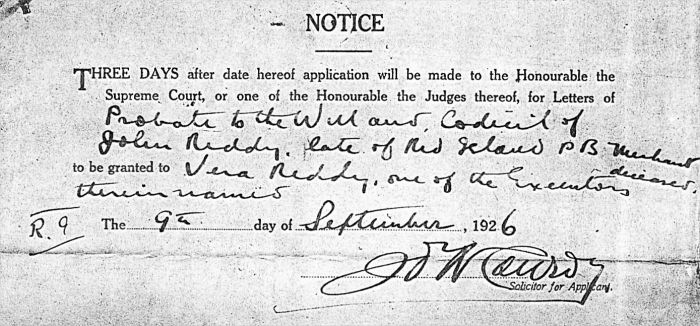 NOTICE
THREE DAYS after date hereof application will be made to the Honourable the
Supreme Court, or one of the Honourable the Judges thereof, for Letters of
Probate to the Will and Codicil of
John Reddy, late of Red Island P B Merchant
deceased
to be granted to Vera Reddy, one of the Executors
therein named
R. 9 The 9th day of September, 1926
Solicitor for Applicant.